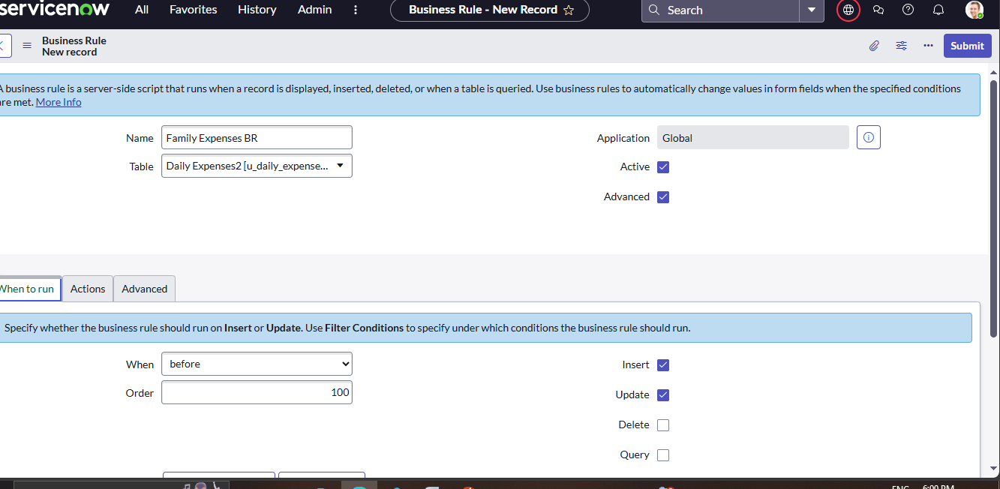 servicenow All Favorites History Admin Business Rule - New Record Search
Business Rule
New record
Submit
A business rule is a server-side script that runs when a record is displayed, inserted, deleted, or when a table is queried. Use business rules to automatically change values in form fields when the specified conditions
are met. More Info
Name Family Expenses BR Application Global
Table Daily Expenses2 [u_daily_expense... Active
Advanced
When to run Actions Advanced
Specify whether the business rule should run on Insert or Update. Use Filter Conditions to specify under which conditions the business rule should run.
When before Insert
Order 100
Update
Delete
Query
ENG 6:00 PM